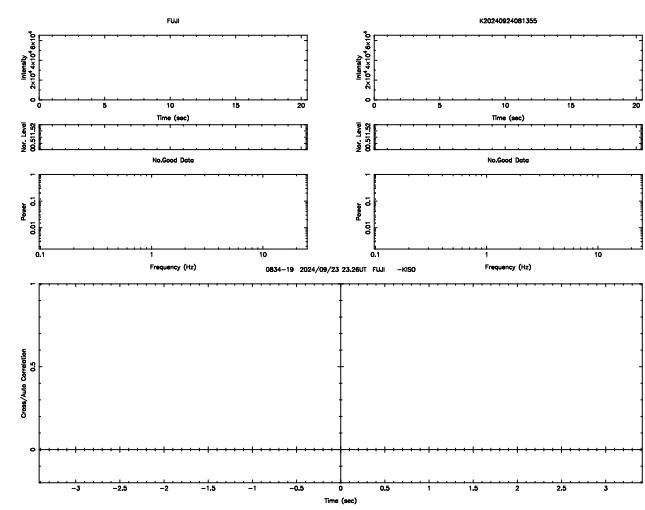 FUJI
K20240924081355
Intensity
0 2×10⁴ 4×10⁴ 6×10⁴
0 5 10 15 20
Time (sec)
Intensity
0 2×10⁴ 4×10⁴ 6×10⁴
0 5 10 15 20
Time (sec)
Nor. Level
00.511.52
Nor. Level
00.511.52
No.Good Data
No.Good Data
Power
1
0.1
0.01
0.1 1 10
Frequency (Hz)
Power
1
0.1
0.01
0.1 1 10
Frequency (Hz)
0834-19 2024/09/23 23.26UT FUJI -KISO
Cross/Auto Correlation
1
0.5
0
-3 -2.5 -2 -1.5 -1 -0.5 0 0.5 1 1.5 2 2.5 3
Time (sec)